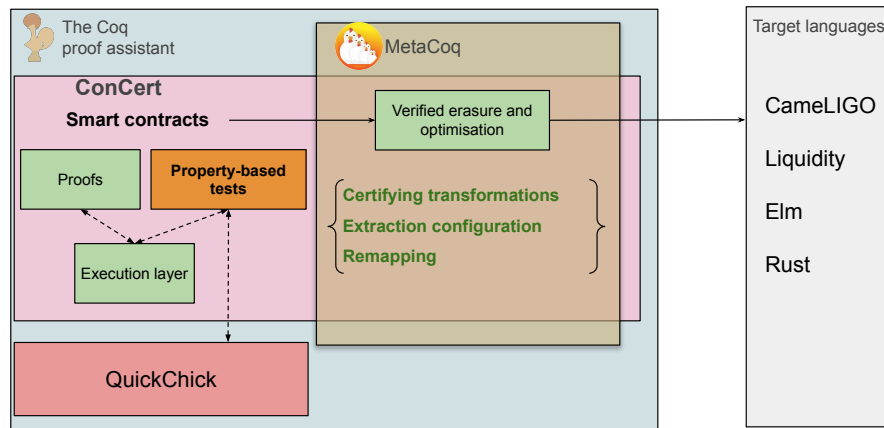 The Coq
proof assistant
MetaCoq
Target languages
ConCert
Smart contracts
Verified erasure and
optimisation
CameLIGO
Liquidity
Elm
Rust
Proofs
Property-based
tests
Certifying transformations
Extraction configuration
Remapping
Execution layer
QuickChick